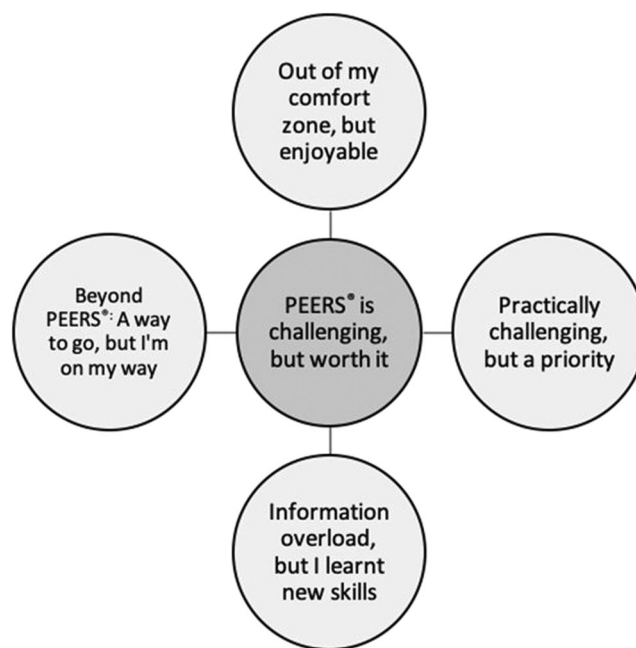 Out of my
comfort
zone, but
enjoyable
Beyond
PEERS®: A way
to go, but I'm
on my way
PEERS® is
challenging,
but worth it
Practically
challenging,
but a priority
Information
overload,
but I learnt
new skills